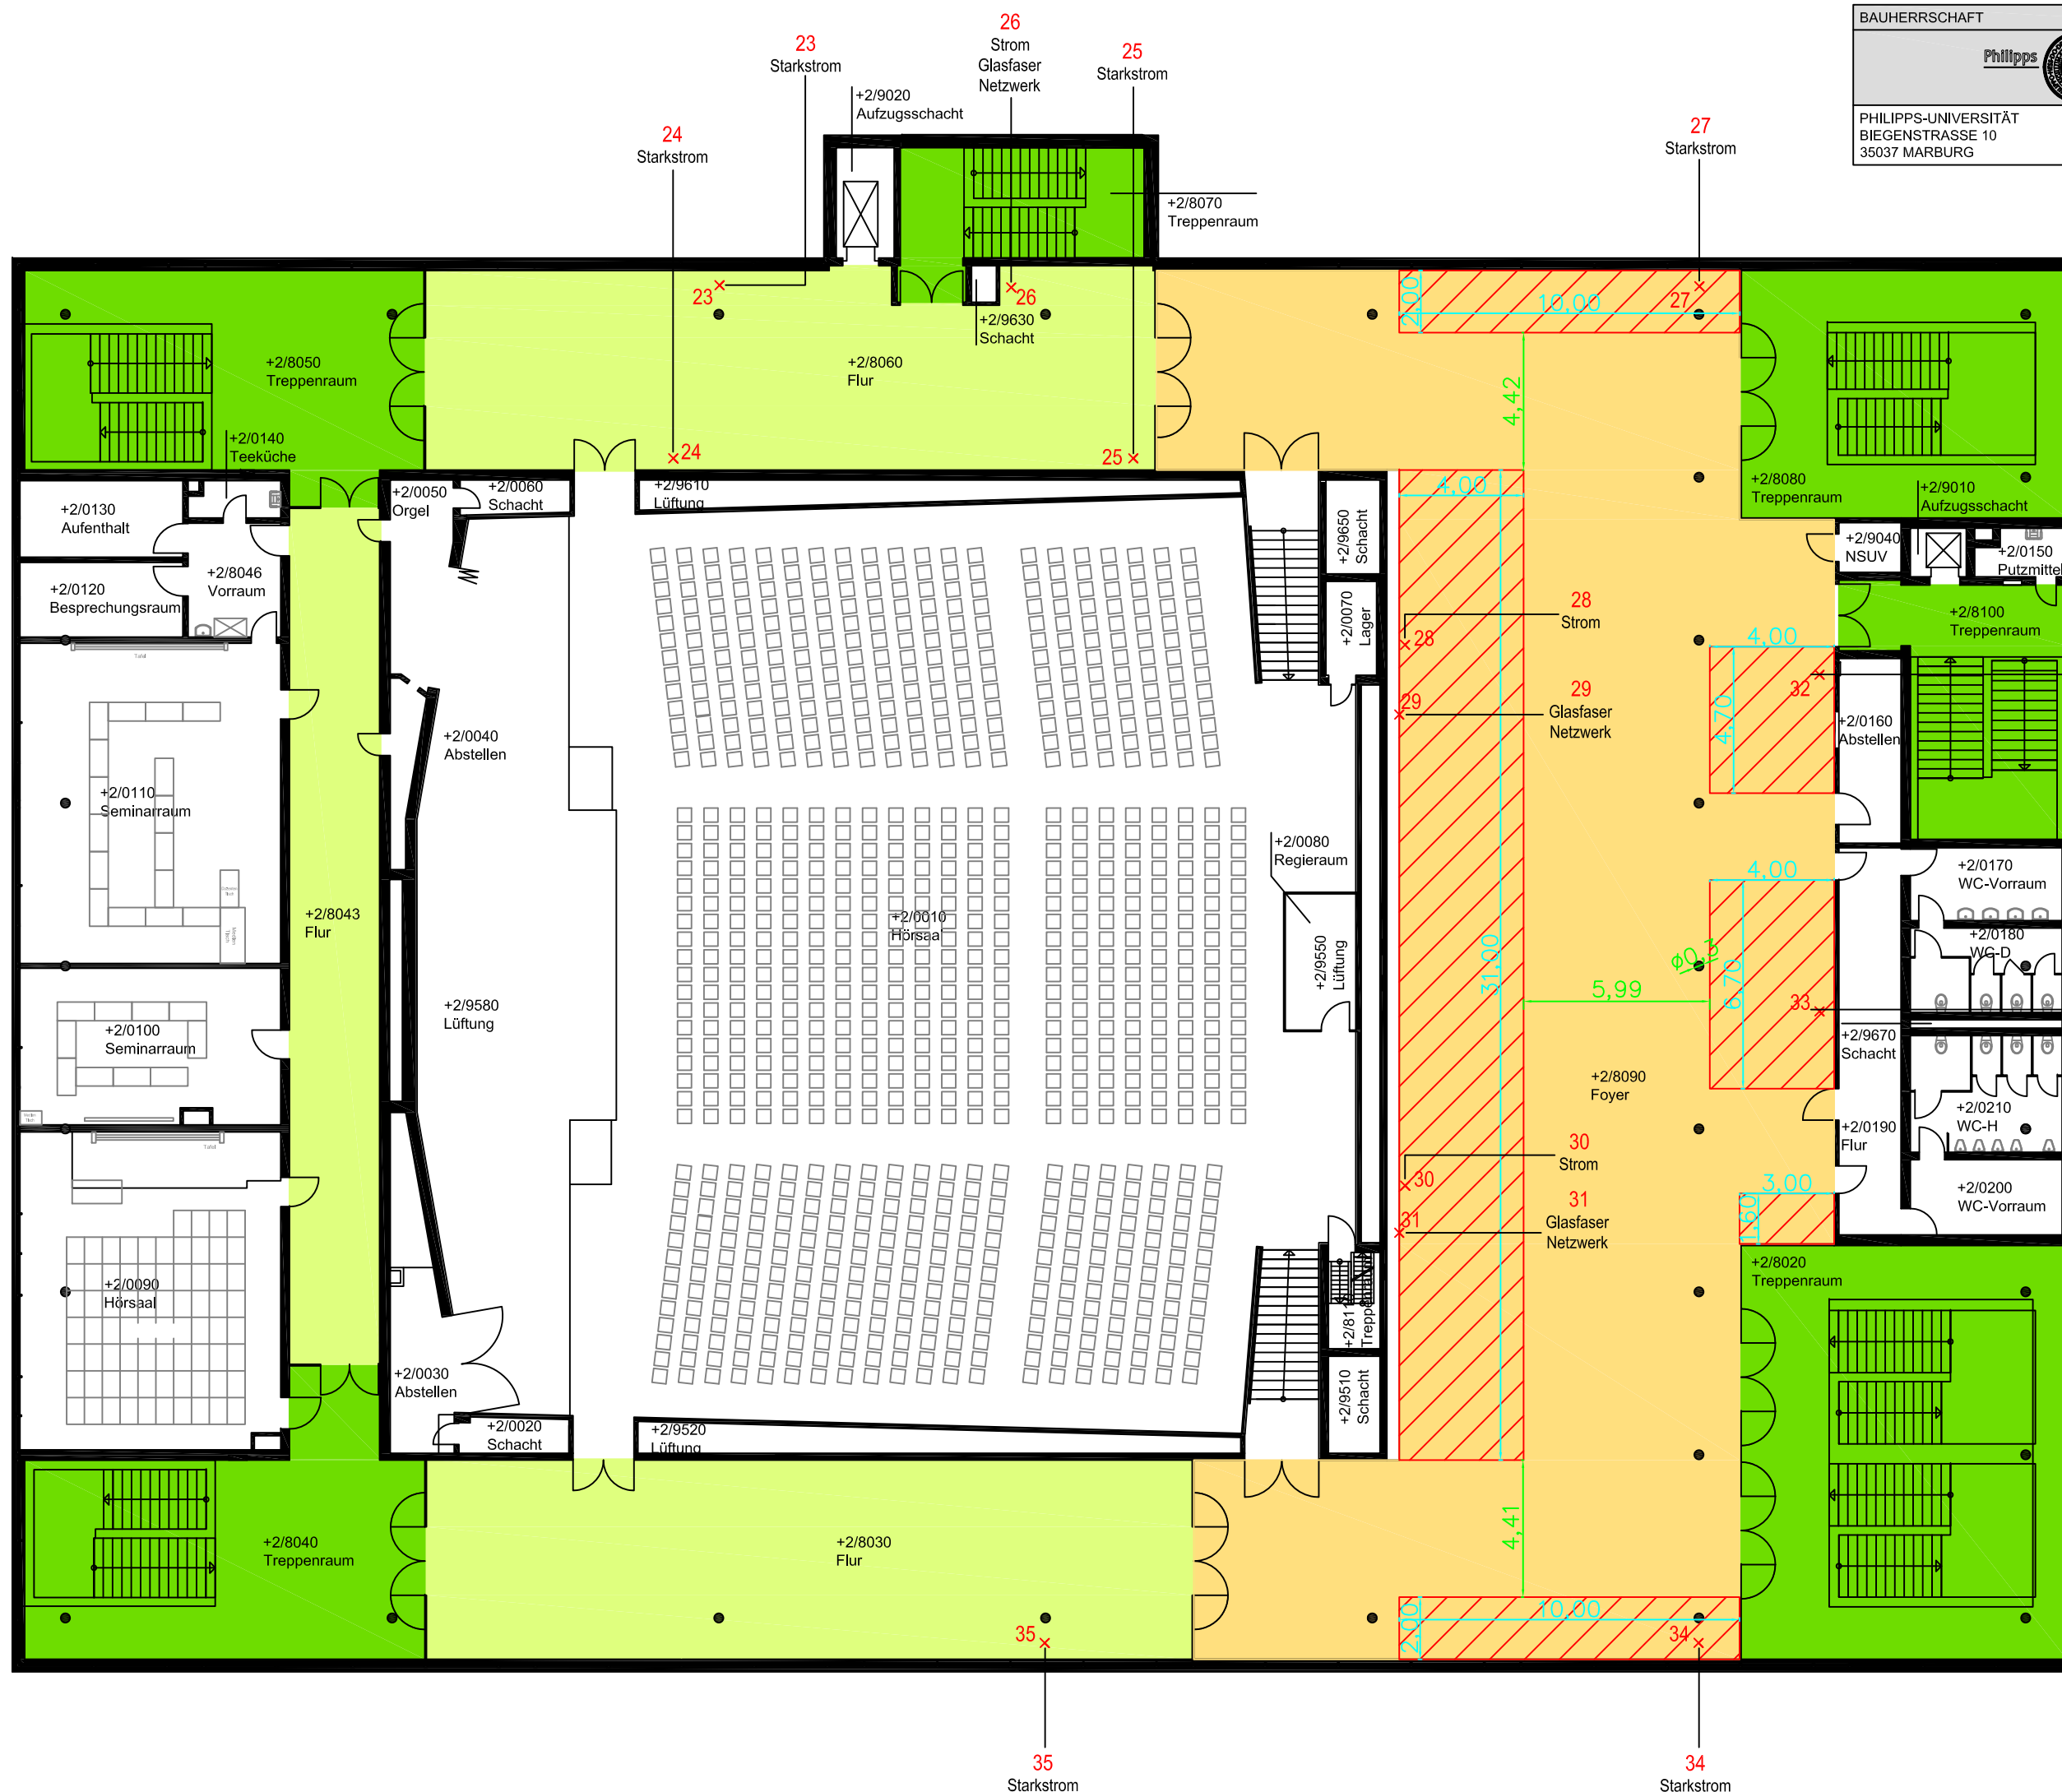 BAUHERRSCHAFT
Philipps
PHILIPPS-UNIVERSITÄT
BIEGENSTRASSE 10
35037 MARBURG
26
Strom
Glasfaser
Netzwerk
23
Starkstrom
25
Starkstrom
+2/9020
Aufzugsschacht
24
Starkstrom
27
Starkstrom
+2/8070
Treppenraum
23
26
27
2,00
10,00
+2/9630
Schacht
+2/8050
Treppenraum
+2/8060
Flur
4,42
+2/0140
Teeküche
24
25
+2/8080
Treppenraum
+2/9010
Aufzugsschacht
+2/0050
Orgel
+2/0060
Schacht
+2/9610
Lüftung
4,00
+2/0130
Aufenthalt
+2/9650
Schacht
+2/9040
NSUV
+2/0150
Putzmittel
+2/0120
Besprechungsraum
+2/8046
Vorraum
+2/0070
Lager
28
Strom
28
+2/8100
Treppenraum
4,00
Tafel
32
29
29
Glasfaser
Netzwerk
4,70
+2/0160
Abstellen
+2/0040
Abstellen
+2/0110
Seminarraum
+2/0080
Regieraum
+2/0170
WC-Vorraum
4,00
+2/8043
Flur
+2/0010
Hörsaal
+2/0180
WC-D
+2/9550
Lüftung
31,00
ø0,3
6,70
5,99
33
+2/9580
Lüftung
+2/0100
Seminarraum
+2/9670
Schacht
+2/8090
Foyer
+2/0210
WC-H
+2/0190
Flur
Tafel
30
Strom
30
3,00
+2/0200
WC-Vorraum
31
31
Glasfaser
Netzwerk
1,60
+2/8020
Treppenraum
+2/0090
Hörsaal
Treppenraum
+2/0030
Abstellen
+2/9510
Schacht
+2/0020
Schacht
+2/9520
Lüftung
+2/8040
Treppenraum
+2/8030
Flur
4,41
2,00
10,00
35
34
35
Starkstrom
34
Starkstrom